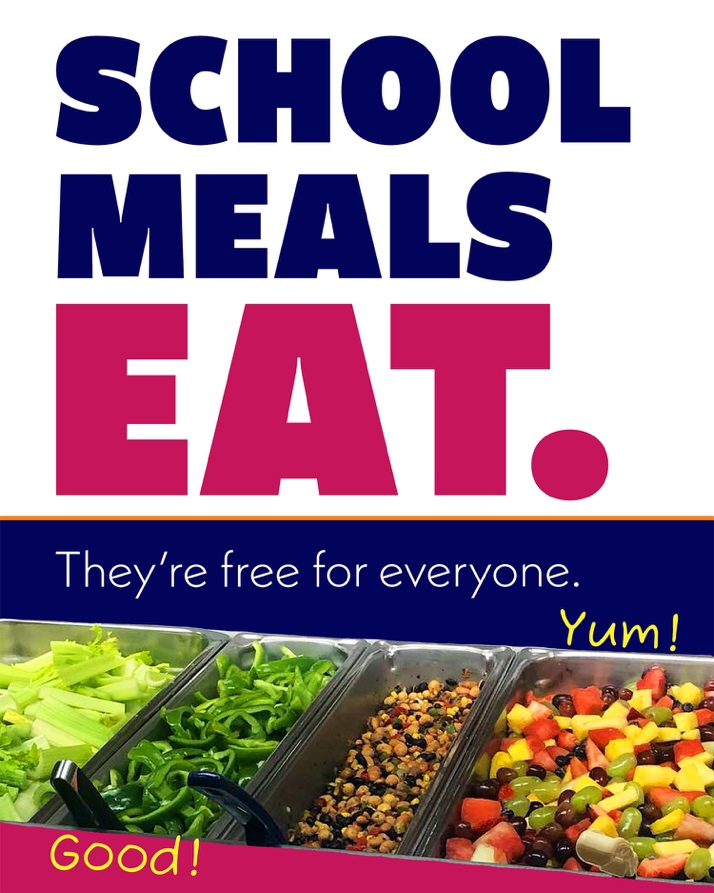 SCHOOL
MEALS
EAT.
They're free for everyone.
Yum!
Good!